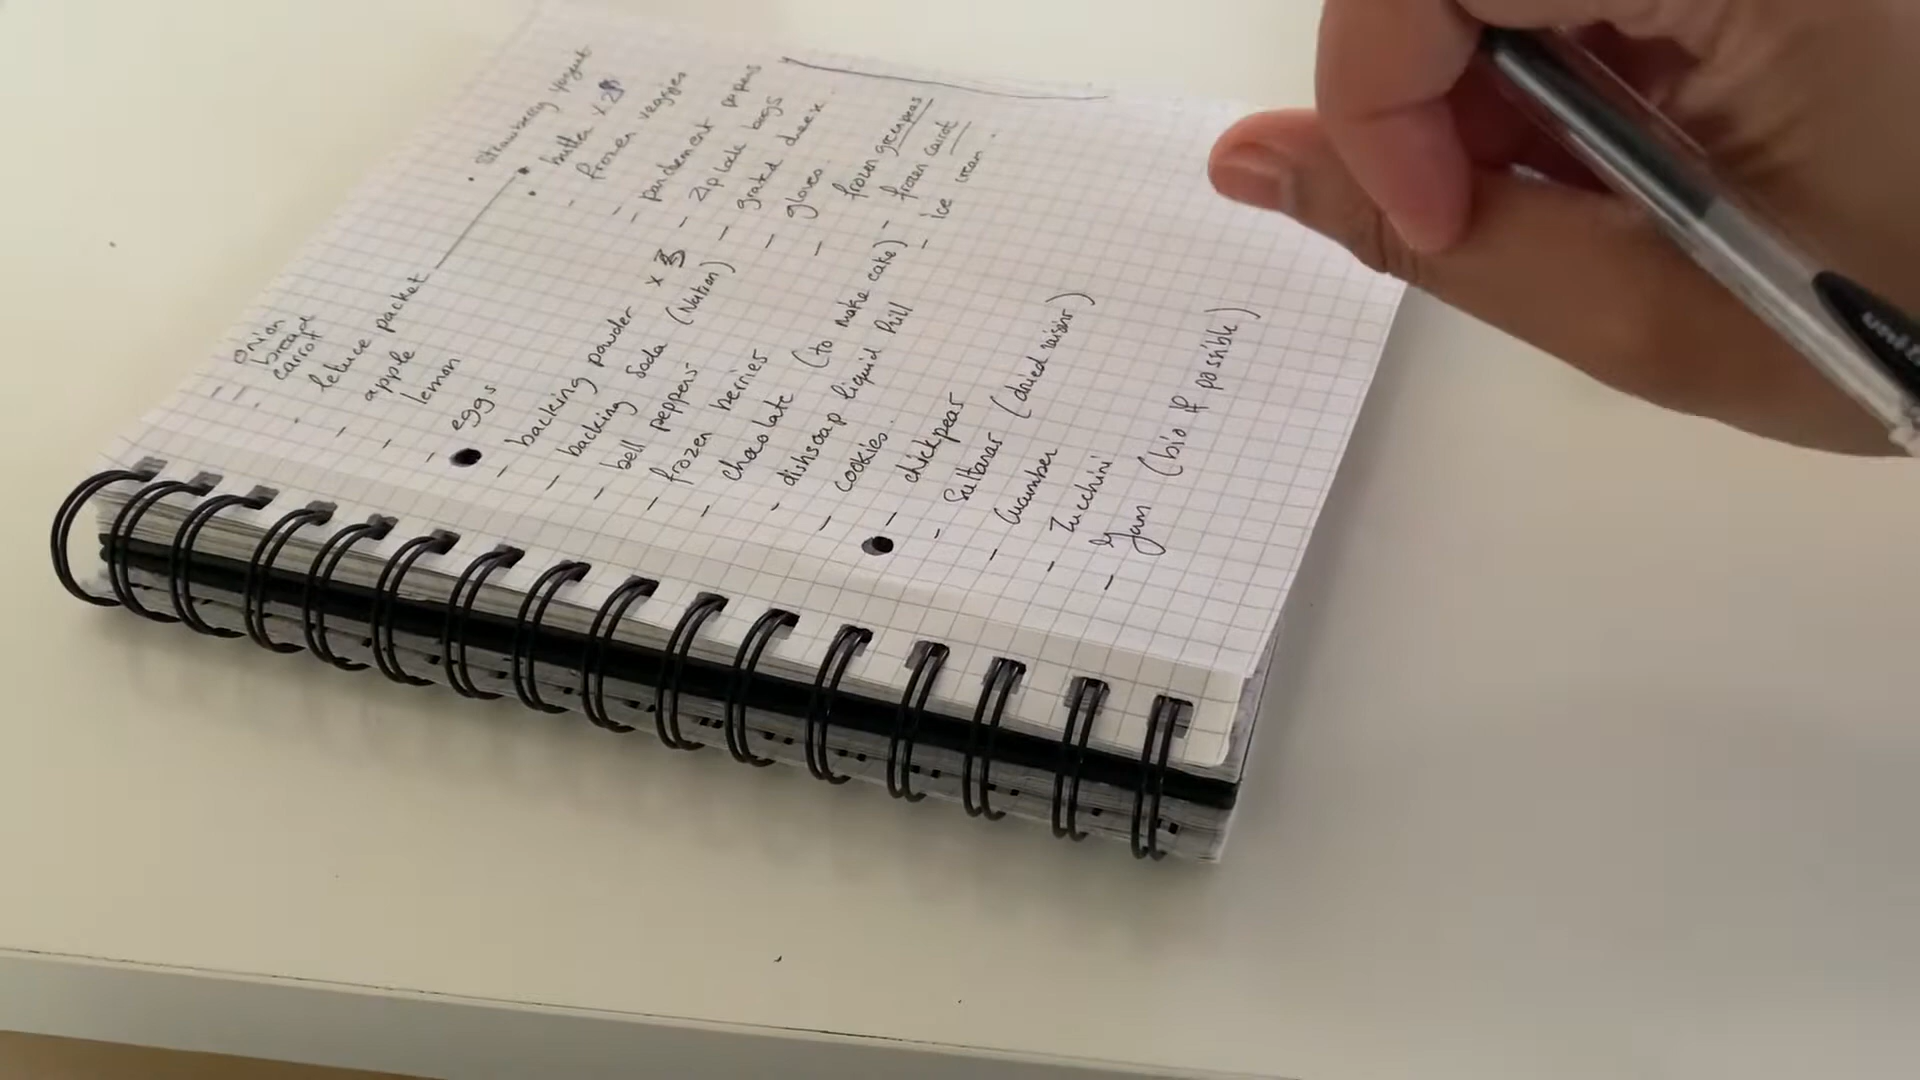 onion
bread
carrot
- letuce packet
- apple
- lemon
- eggs
- backing powder x 3
- backing soda (Natron)
- bell peppers
- frozen berries
- chocolate (to make cake)
- dishsoap liquid Pill
- cookies.
- chickpeas
- Sultanas (dried raisins)
- Cucumber
- Zucchini
- Jam (bio if possible)
• Strawberry yogurt
• butter x 2
- frozen veggies
- parchement papers
- Ziplock bags
- grated cheese
- gloves
- frozen greenpeas
- frozen carrot
- ice cream.